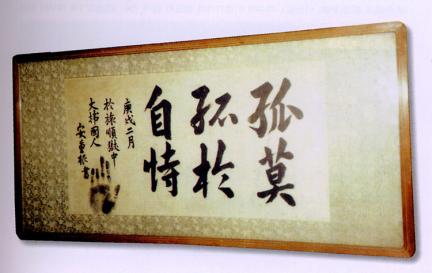 孤莫
孤於
自恃
庚戌二月
於旅順獄中
大韓國人
安重根書